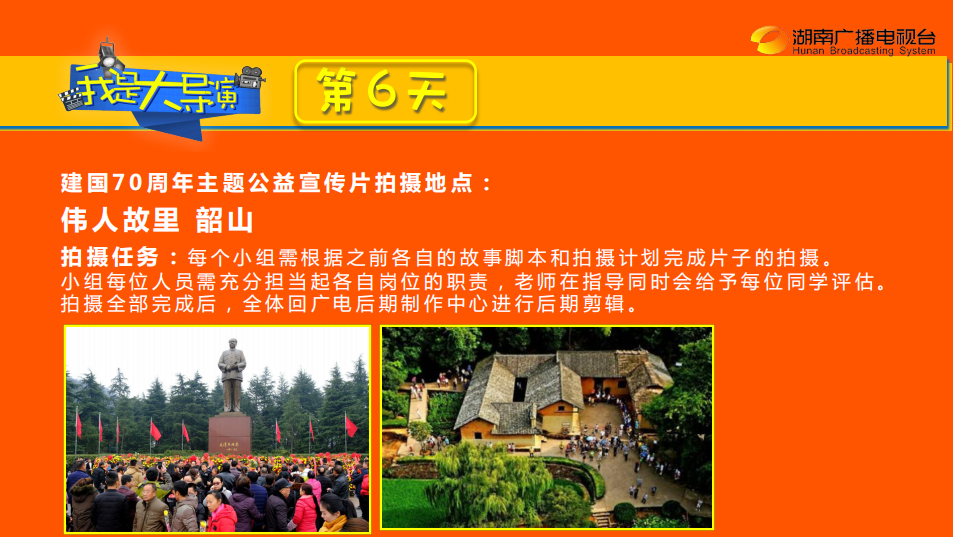 湖南广播电视台
Hunan Broadcasting System
我是大导演
第6天
建国70周年主题公益宣传片拍摄地点：
伟人故里 韶山
拍摄任务：每个小组需根据之前各自的故事脚本和拍摄计划完成片子的拍摄。
小组每位人员需充分担当起各自岗位的职责，老师在指导同时会给予每位同学评估。
拍摄全部完成后，全体回广电后期制作中心进行后期剪辑。